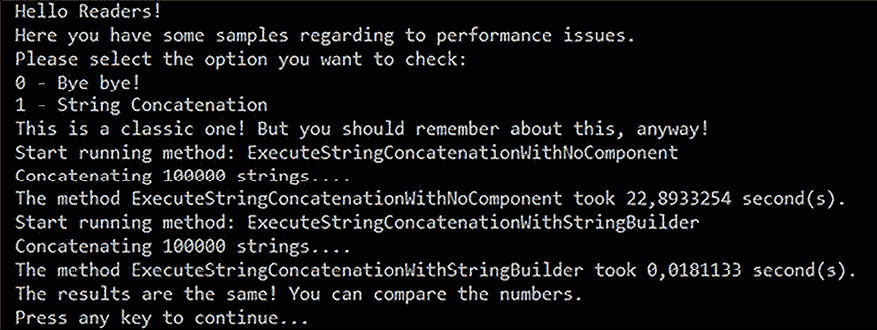 Hello Readers!
Here you have some samples regarding to performance issues.
Please select the option you want to check:
0 - Bye bye!
1 - String Concatenation
This is a classic one! But you should remember about this, anyway!
Start running method: ExecuteStringConcatenationWithNoComponent
Concatenating 100000 strings....
The method ExecuteStringConcatenationWithNoComponent took 22,8933254 second(s).
Start running method: ExecuteStringConcatenationWithStringBuilder
Concatenating 100000 strings....
The method ExecuteStringConcatenationWithStringBuilder took 0,0181133 second(s).
The results are the same! You can compare the numbers.
Press any key to continue...